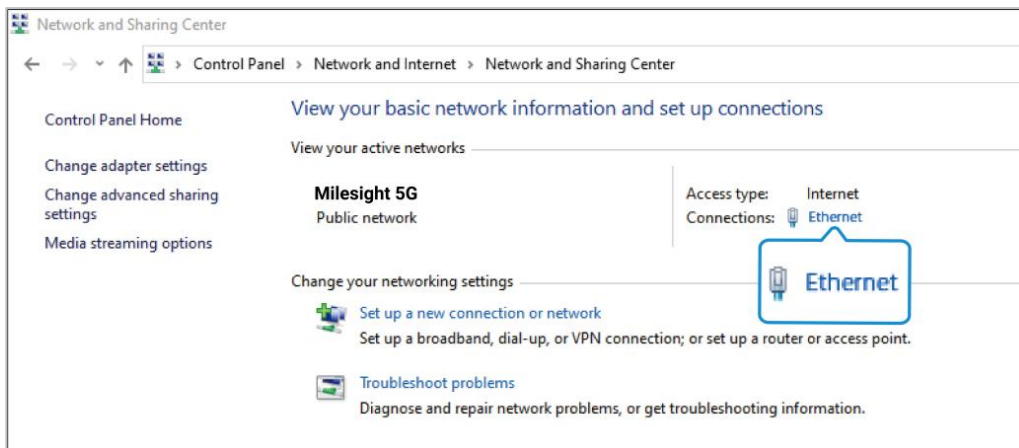 Network and Sharing Center
Control Panel > Network and Internet > Network and Sharing Center
Control Panel Home
Change adapter settings
Change advanced sharing
settings
Media streaming options
View your basic network information and set up connections
View your active networks
Milesight 5G
Public network
Access type: Internet
Connections: Ethernet
Ethernet
Change your networking settings
Set up a new connection or network
Set up a broadband, dial-up, or VPN connection; or set up a router or access point.
Troubleshoot problems
Diagnose and repair network problems, or get troubleshooting information.